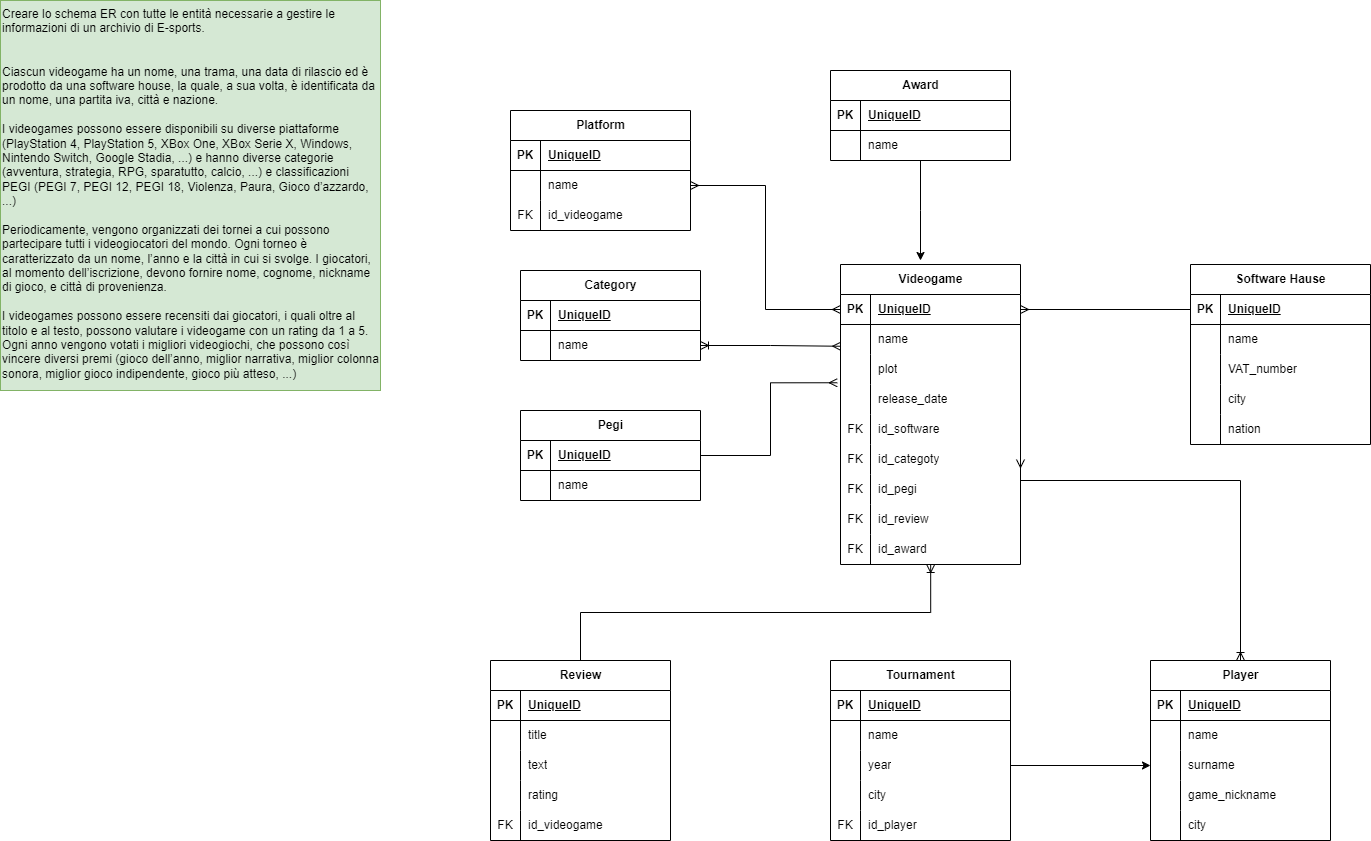 Creare lo schema ER con tutte le entità necessarie a gestire le
informazioni di un archivio di E-sports.
Ciascun videogame ha un nome, una trama, una data di rilascio ed è
prodotto da una software house, la quale, a sua volta, è identificata da
un nome, una partita iva, città e nazione.
I videogames possono essere disponibili su diverse piattaforme
(PlayStation 4, PlayStation 5, XBox One, XBox Serie X, Windows,
Nintendo Switch, Google Stadia, ...) e hanno diverse categorie
(avventura, strategia, RPG, sparatutto, calcio, ...) e classificazioni
PEGI (PEGI 7, PEGI 12, PEGI 18, Violenza, Paura, Gioco d’azzardo,
...)
Periodicamente, vengono organizzati dei tornei a cui possono
partecipare tutti i videogiocatori del mondo. Ogni torneo è
caratterizzato da un nome, l’anno e la città in cui si svolge. I giocatori,
al momento dell’iscrizione, devono fornire nome, cognome, nickname
di gioco, e città di provenienza.
I videogames possono essere recensiti dai giocatori, i quali oltre al
titolo e al testo, possono valutare i videogame con un rating da 1 a 5.
Ogni anno vengono votati i migliori videogiochi, che possono così
vincere diversi premi (gioco dell’anno, miglior narrativa, miglior colonna
sonora, miglior gioco indipendente, gioco più atteso, ...)
Award
PK UniqueID
name
Platform
PK UniqueID
name
FK id_videogame
Category
PK UniqueID
name
Pegi
PK UniqueID
name
Videogame
PK UniqueID
name
plot
release_date
FK id_software
FK id_categoty
FK id_pegi
FK id_review
FK id_award
Software Hause
PK UniqueID
name
VAT_number
city
nation
Review
PK UniqueID
title
text
rating
FK id_videogame
Tournament
PK UniqueID
name
year
city
FK id_player
Player
PK UniqueID
name
surname
game_nickname
city